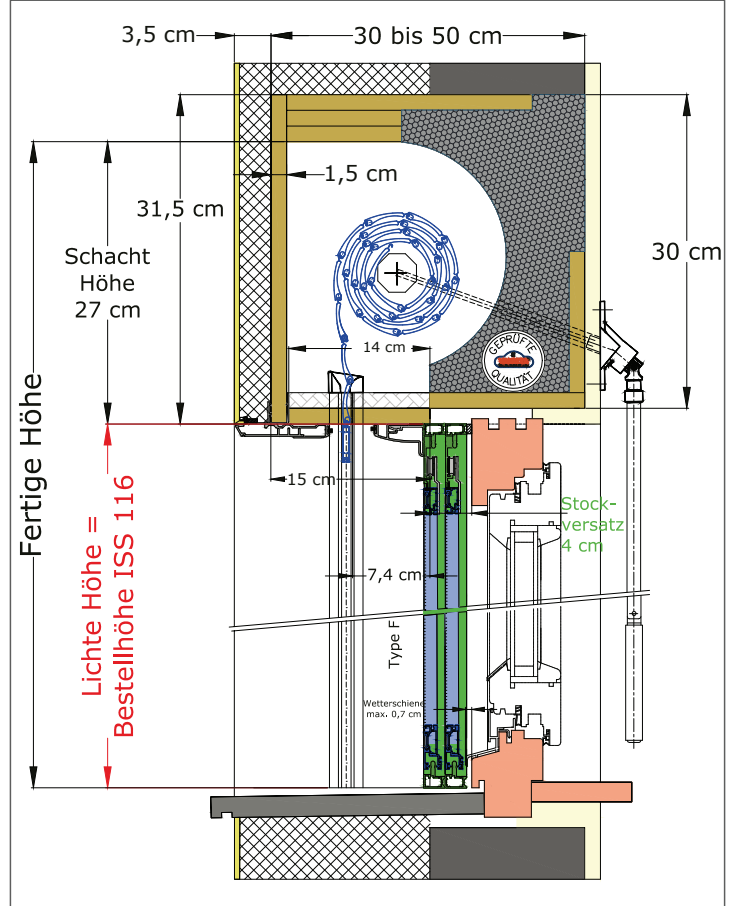 3,5 cm
30 bis 50 cm
1,5 cm
31,5 cm
30 cm
Schacht
Höhe
27 cm
14 cm
GEPRÜFTE
QUALITÄT
Fertige Höhe
15 cm
Lichte Höhe =
Bestellhöhe ISS 116
Stock-
versatz
4 cm
7,4 cm
Type F
Wetterschiene
max. 0,7 cm